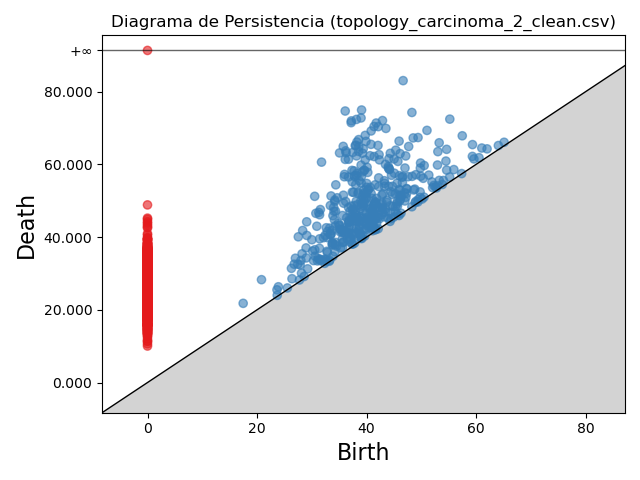 Diagrama de Persistencia (topology_carcinoma_2_clean.csv)
+∞
80.000
60.000
40.000
20.000
0.000
Death
0 20 40 60 80
Birth